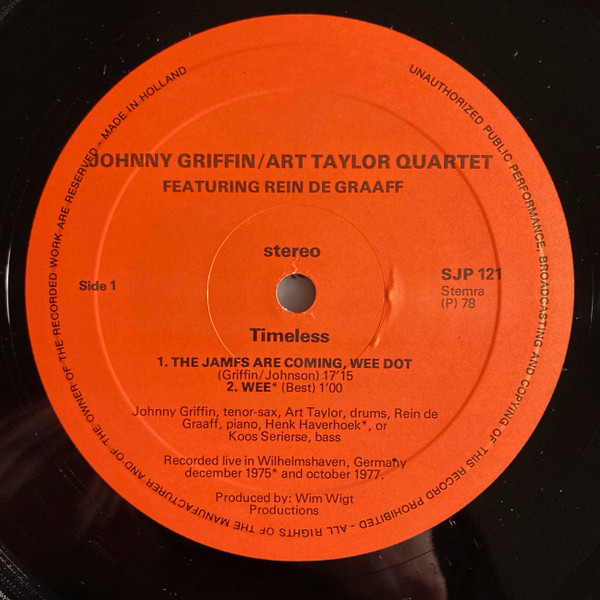 JOHNNY GRIFFIN/ART TAYLOR QUARTET
FEATURING REIN DE GRAAFF
stereo
Side 1
SJP 121
Stemra
(P) 78
Timeless
1. THE JAMFS ARE COMING, WEE DOT
(Griffin/Johnson) 17'15
2. WEE* (Best) 1'00
Johnny Griffin, tenor-sax, Art Taylor, drums, Rein de
Graaff, piano, Henk Haverhoek*, or
Koos Serierse, bass
Recorded live in Wilhelmshaven, Germany
december 1975* and october 1977.
Produced by: Wim Wigt
Productions
UNAUTHORIZED PUBLIC PERFORMANCE, BROADCASTING AND COPYING OF THIS RECORD PROHIBITED - ALL RIGHTS OF THE MANUFACTURER AND OF THE OWNER OF THE RECORDED WORK ARE RESERVED - MADE IN HOLLAND